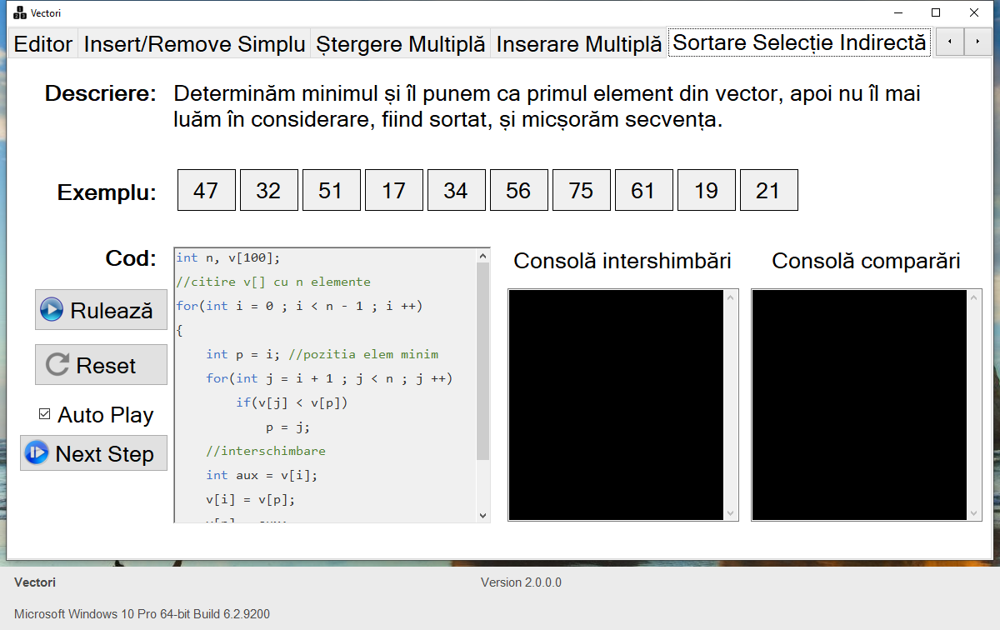 Vectori
Editor Insert/Remove Simplu Ștergere Multiplă Inserare Multiplă Sortare Selecție Indirectă
Descriere: Determinăm minimul și îl punem ca primul element din vector, apoi nu îl mai
luăm în considerare, fiind sortat, și micșorăm secvența.
Exemplu: 47 32 51 17 34 56 75 61 19 21
Cod:
Rulează
Reset
Auto Play
Next Step
int n, v[100];
//citire v[] cu n elemente
for(int i = 0 ; i < n - 1 ; i ++)
{
int p = i; //pozitia elem minim
for(int j = i + 1 ; j < n ; j ++)
if(v[j] < v[p])
p = j;
//interschimbare
int aux = v[i];
v[i] = v[p];
Consolă intershimbări
Consolă comparări
Vectori
Version 2.0.0.0
Microsoft Windows 10 Pro 64-bit Build 6.2.9200